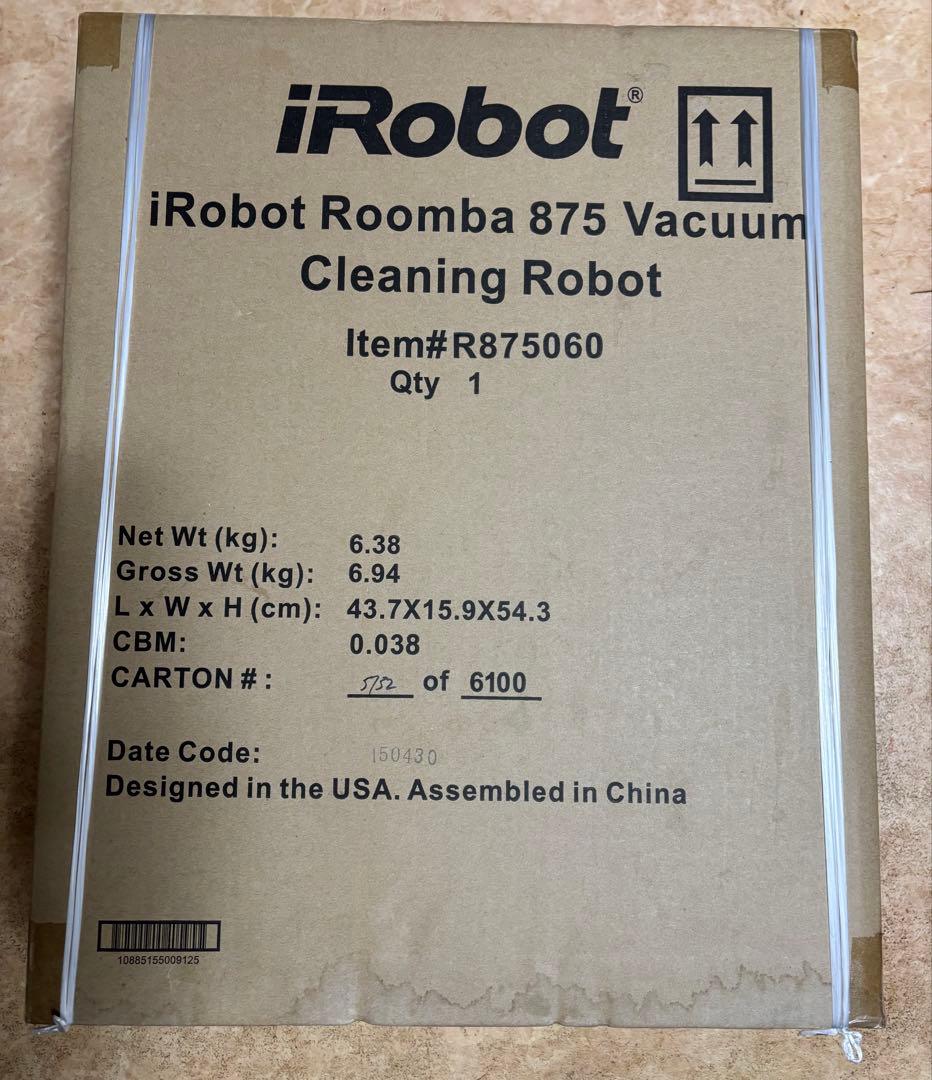 iRobot®
iRobot Roomba 875 Vacuum
Cleaning Robot
Item#R875060
Qty 1
Net Wt (kg): 6.38
Gross Wt (kg): 6.94
L x W x H (cm): 43.7X15.9X54.3
CBM: 0.038
CARTON # : 5152 of 6100
Date Code: 150430
Designed in the USA. Assembled in China
10885155009125